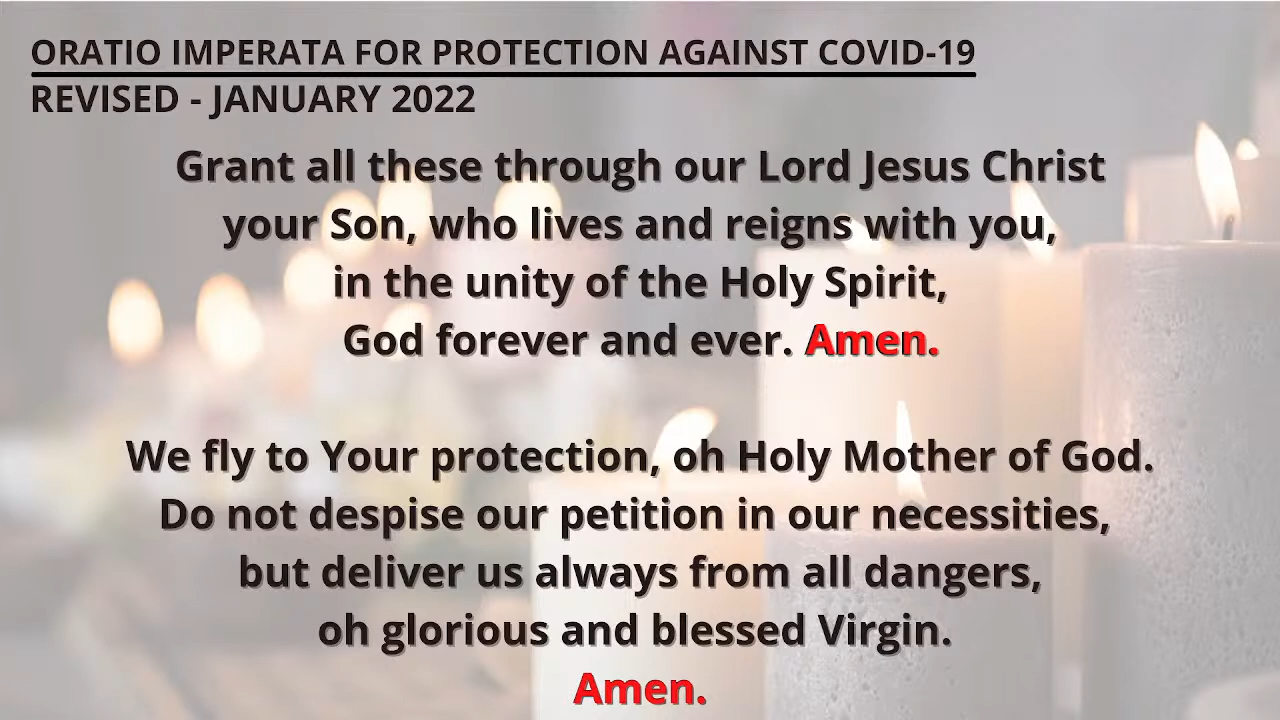 ORATIO IMPERATA FOR PROTECTION AGAINST COVID-19
REVISED - JANUARY 2022
Grant all these through our Lord Jesus Christ
your Son, who lives and reigns with you,
in the unity of the Holy Spirit,
God forever and ever. Amen.
We fly to Your protection, oh Holy Mother of God.
Do not despise our petition in our necessities,
but deliver us always from all dangers,
oh glorious and blessed Virgin.
Amen.